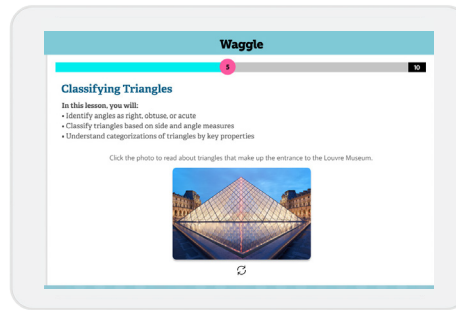 Waggle
5
10
Classifying Triangles
In this lesson, you will:
• Identify angles as right, obtuse, or acute
• Classify triangles based on side and angle measures
• Understand categorizations of triangles by key properties
Click the photo to read about triangles that make up the entrance to the Louvre Museum.